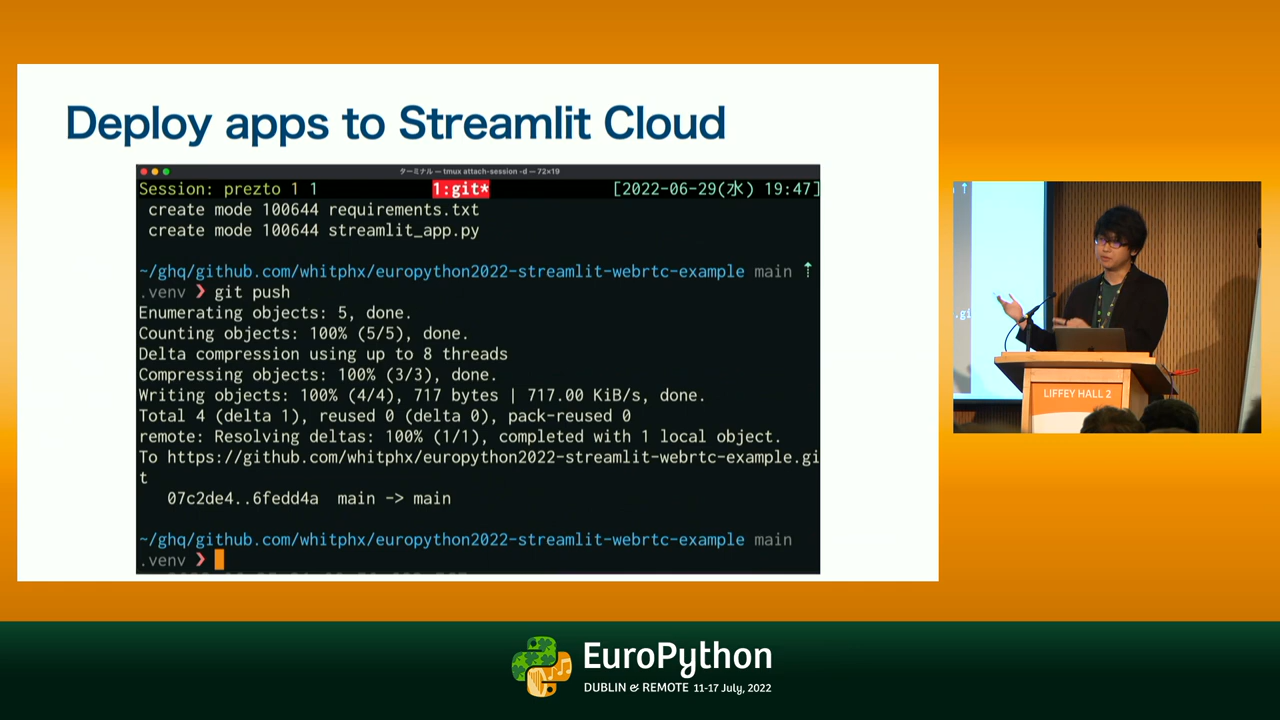 Deploy apps to Streamlit Cloud
ターミナル — tmux attach-session -d — 72×19
Session: prezto 1 1 1:git* [2022-06-29(水) 19:47]
create mode 100644 requirements.txt
create mode 100644 streamlit_app.py
~/ghq/github.com/whitphx/europython2022-streamlit-webrtc-example main ⇡
.venv ❯ git push
Enumerating objects: 5, done.
Counting objects: 100% (5/5), done.
Delta compression using up to 8 threads
Compressing objects: 100% (3/3), done.
Writing objects: 100% (4/4), 717 bytes | 717.00 KiB/s, done.
Total 4 (delta 1), reused 0 (delta 0), pack-reused 0
remote: Resolving deltas: 100% (1/1), completed with 1 local object.
To https://github.com/whitphx/europython2022-streamlit-webrtc-example.gi
t
07c2de4..6fedd4a main -> main
~/ghq/github.com/whitphx/europython2022-streamlit-webrtc-example main
.venv ❯
.gi
LIFFEY HALL 2
EuroPython
DUBLIN & REMOTE 11-17 July, 2022